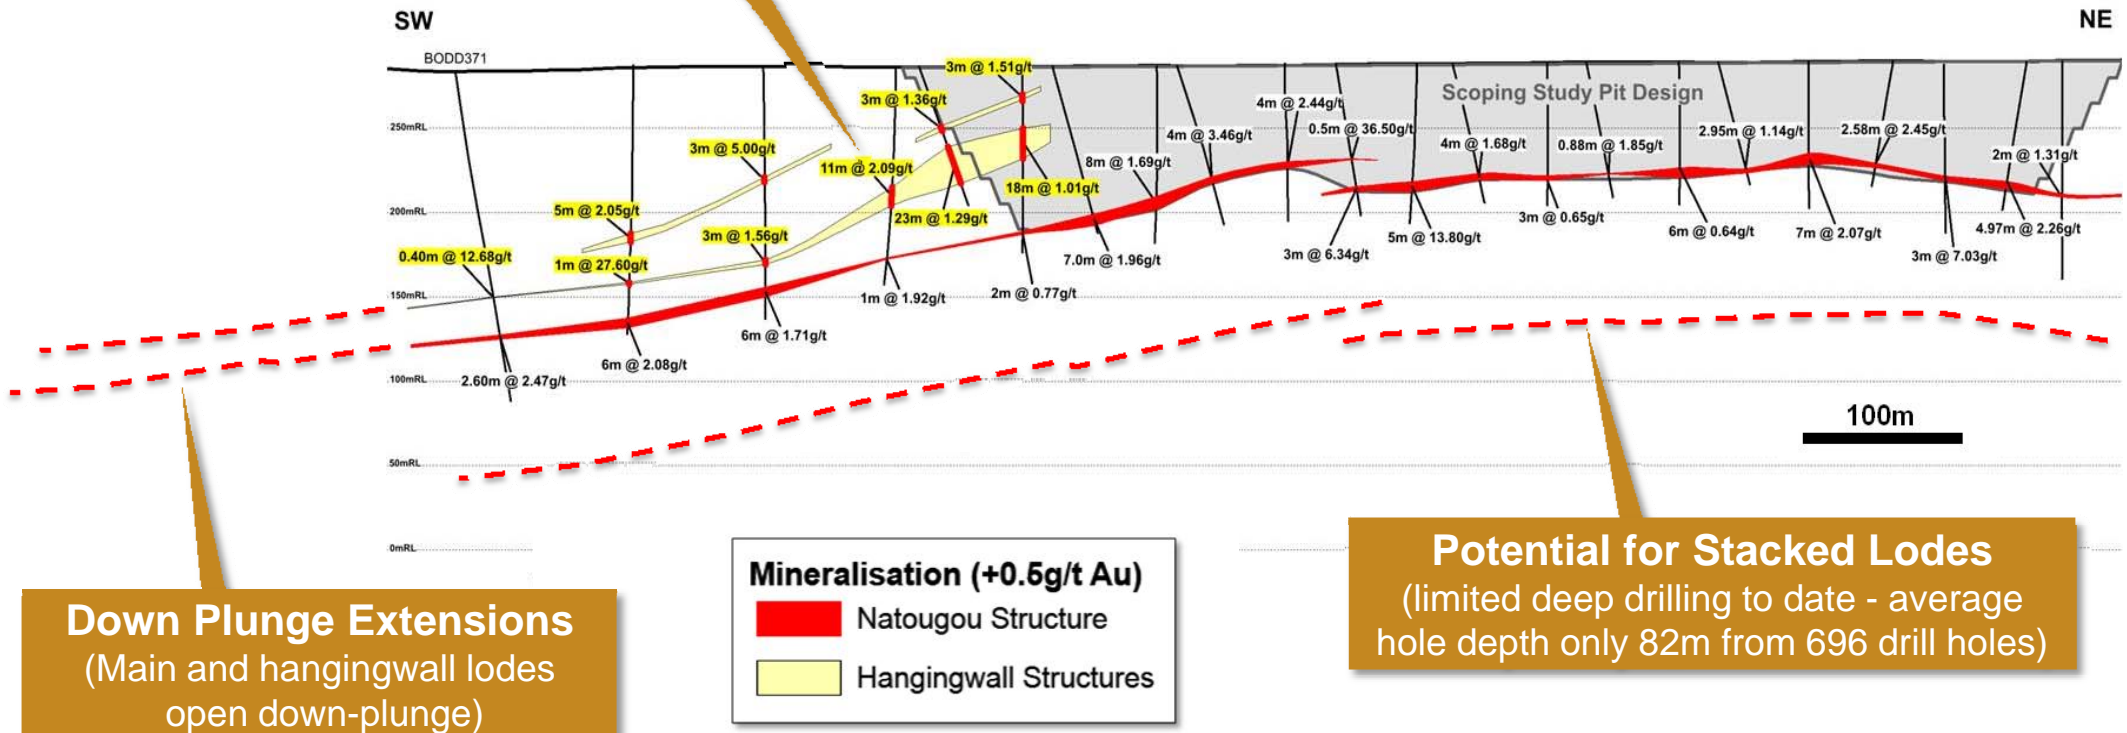 SW
NE
BODD371
3m @ 1.51g/t
3m @ 1.36g/t
Scoping Study Pit Design
4m @ 2.44g/t
250mRL
4m @ 3.46g/t
0.5m @ 36.50g/t
4m @ 1.68g/t
0.88m @ 1.85g/t
2.95m @ 1.14g/t
2.58m @ 2.45g/t
3m @ 5.00g/t
11m @ 2.09g/t
8m @ 1.69g/t
2m @ 1.31g/t
18m @ 1.01g/t
5m @ 2.05g/t
200mRL
23m @ 1.29g/t
3m @ 0.65g/t
3m @ 1.56g/t
5m @ 13.80g/t
6m @ 0.64g/t
7m @ 2.07g/t
4.97m @ 2.26g/t
0.40m @ 12.68g/t
1m @ 27.60g/t
7.0m @ 1.96g/t
3m @ 6.34g/t
3m @ 7.03g/t
150mRL
1m @ 1.92g/t
2m @ 0.77g/t
6m @ 1.71g/t
6m @ 2.08g/t
100mRL
2.60m @ 2.47g/t
100m
50mRL
0mRL
Down Plunge Extensions
(Main and hangingwall lodes
open down-plunge)
Mineralisation (+0.5g/t Au)
Natougou Structure
Hangingwall Structures
Potential for Stacked Lodes
(limited deep drilling to date - average
hole depth only 82m from 696 drill holes)